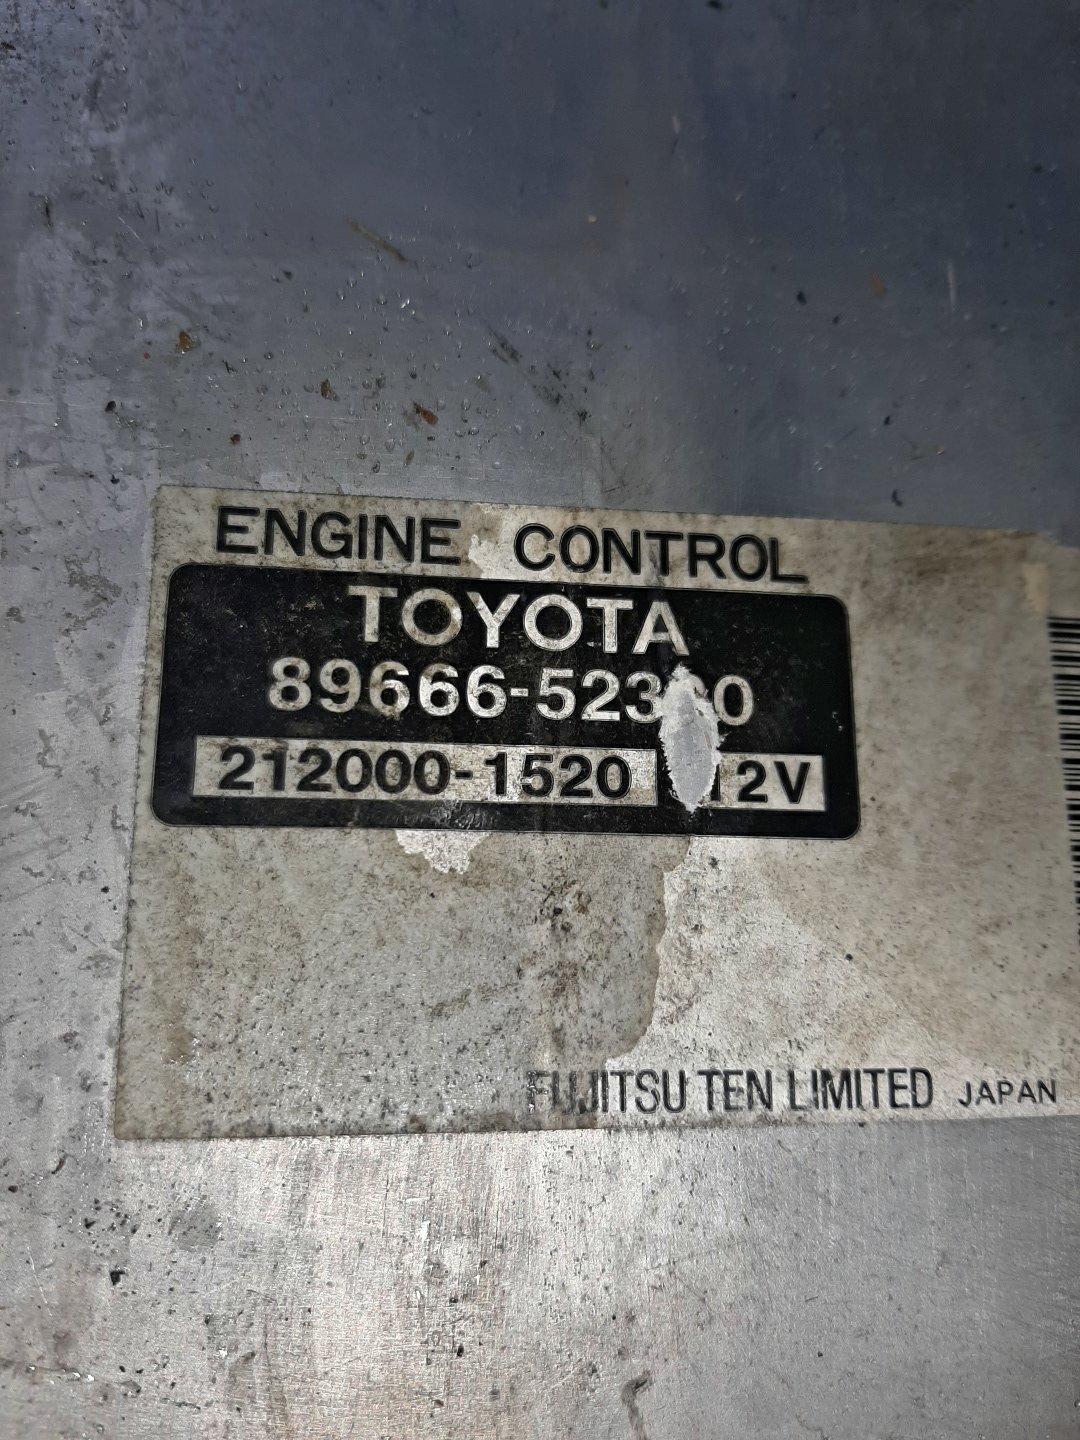 ENGINE CONTROL
TOYOTA
212000-1520 12V
FUJITSU TEN LIMITED JAPAN